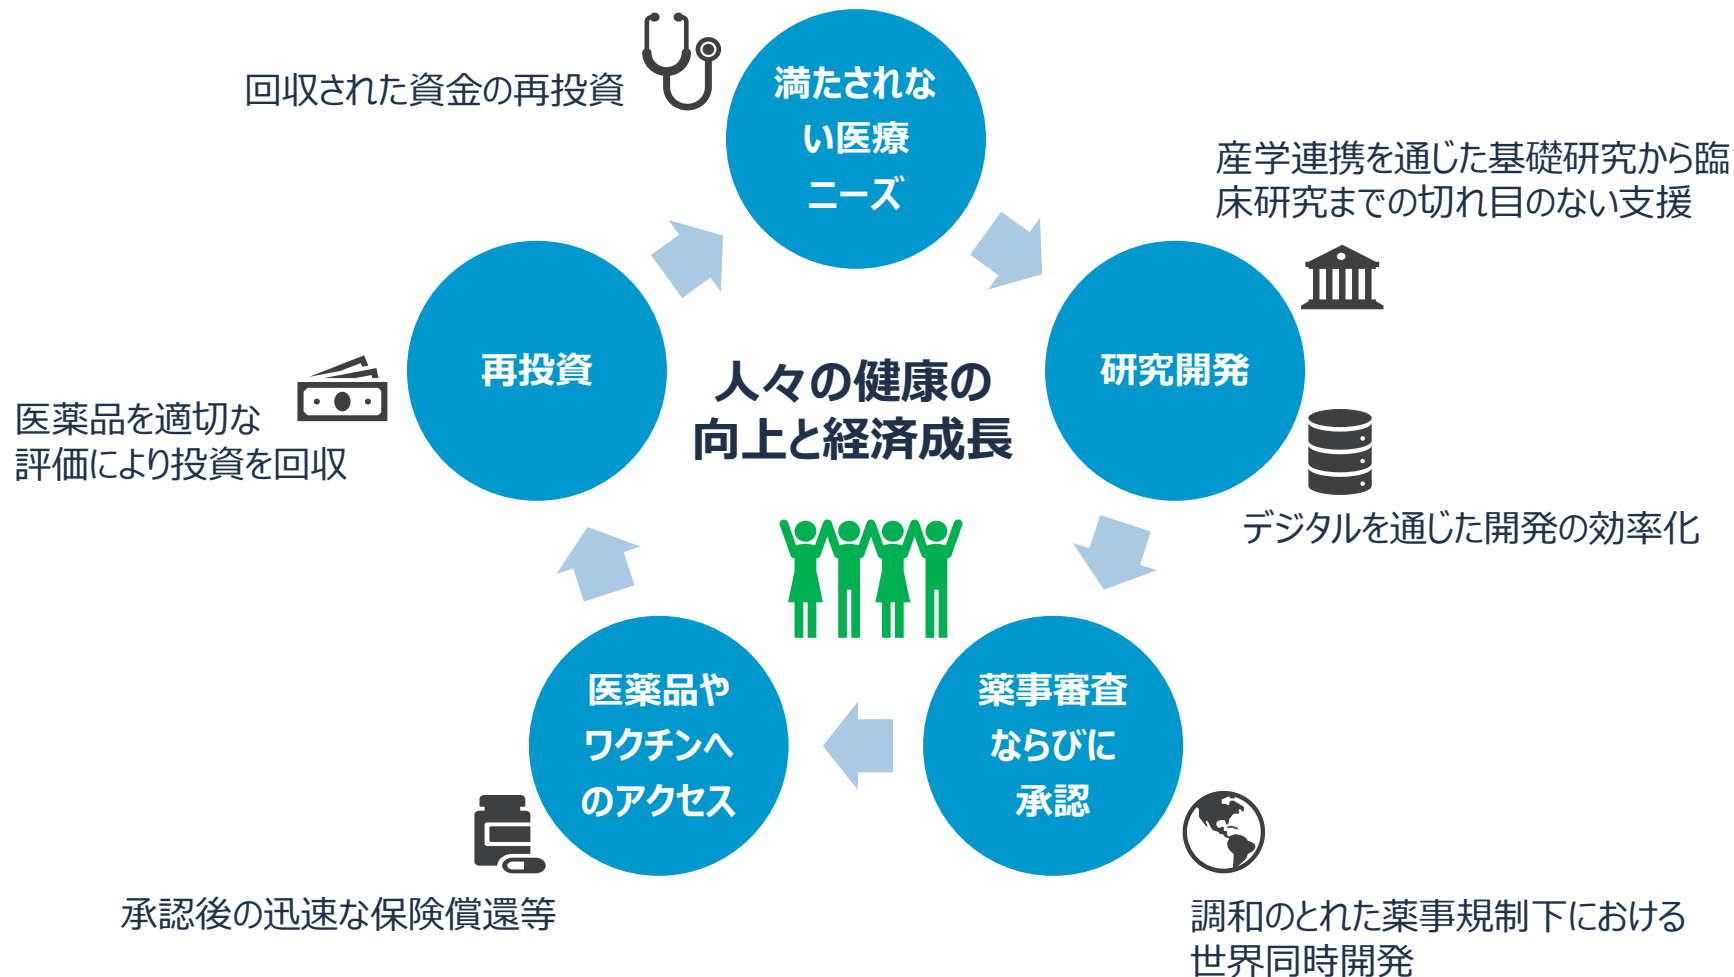 回収された資金の再投資
満たされな
い医療
ニーズ
産学連携を通じた基礎研究から臨
床研究までの切れ目のない支援
研究開発
デジタルを通じた開発の効率化
薬事審査
ならびに
承認
調和のとれた薬事規制下における
世界同時開発
医薬品や
ワクチンへ
のアクセス
承認後の迅速な保険償還等
再投資
医薬品を適切な
評価により投資を回収
人々の健康の
向上と経済成長